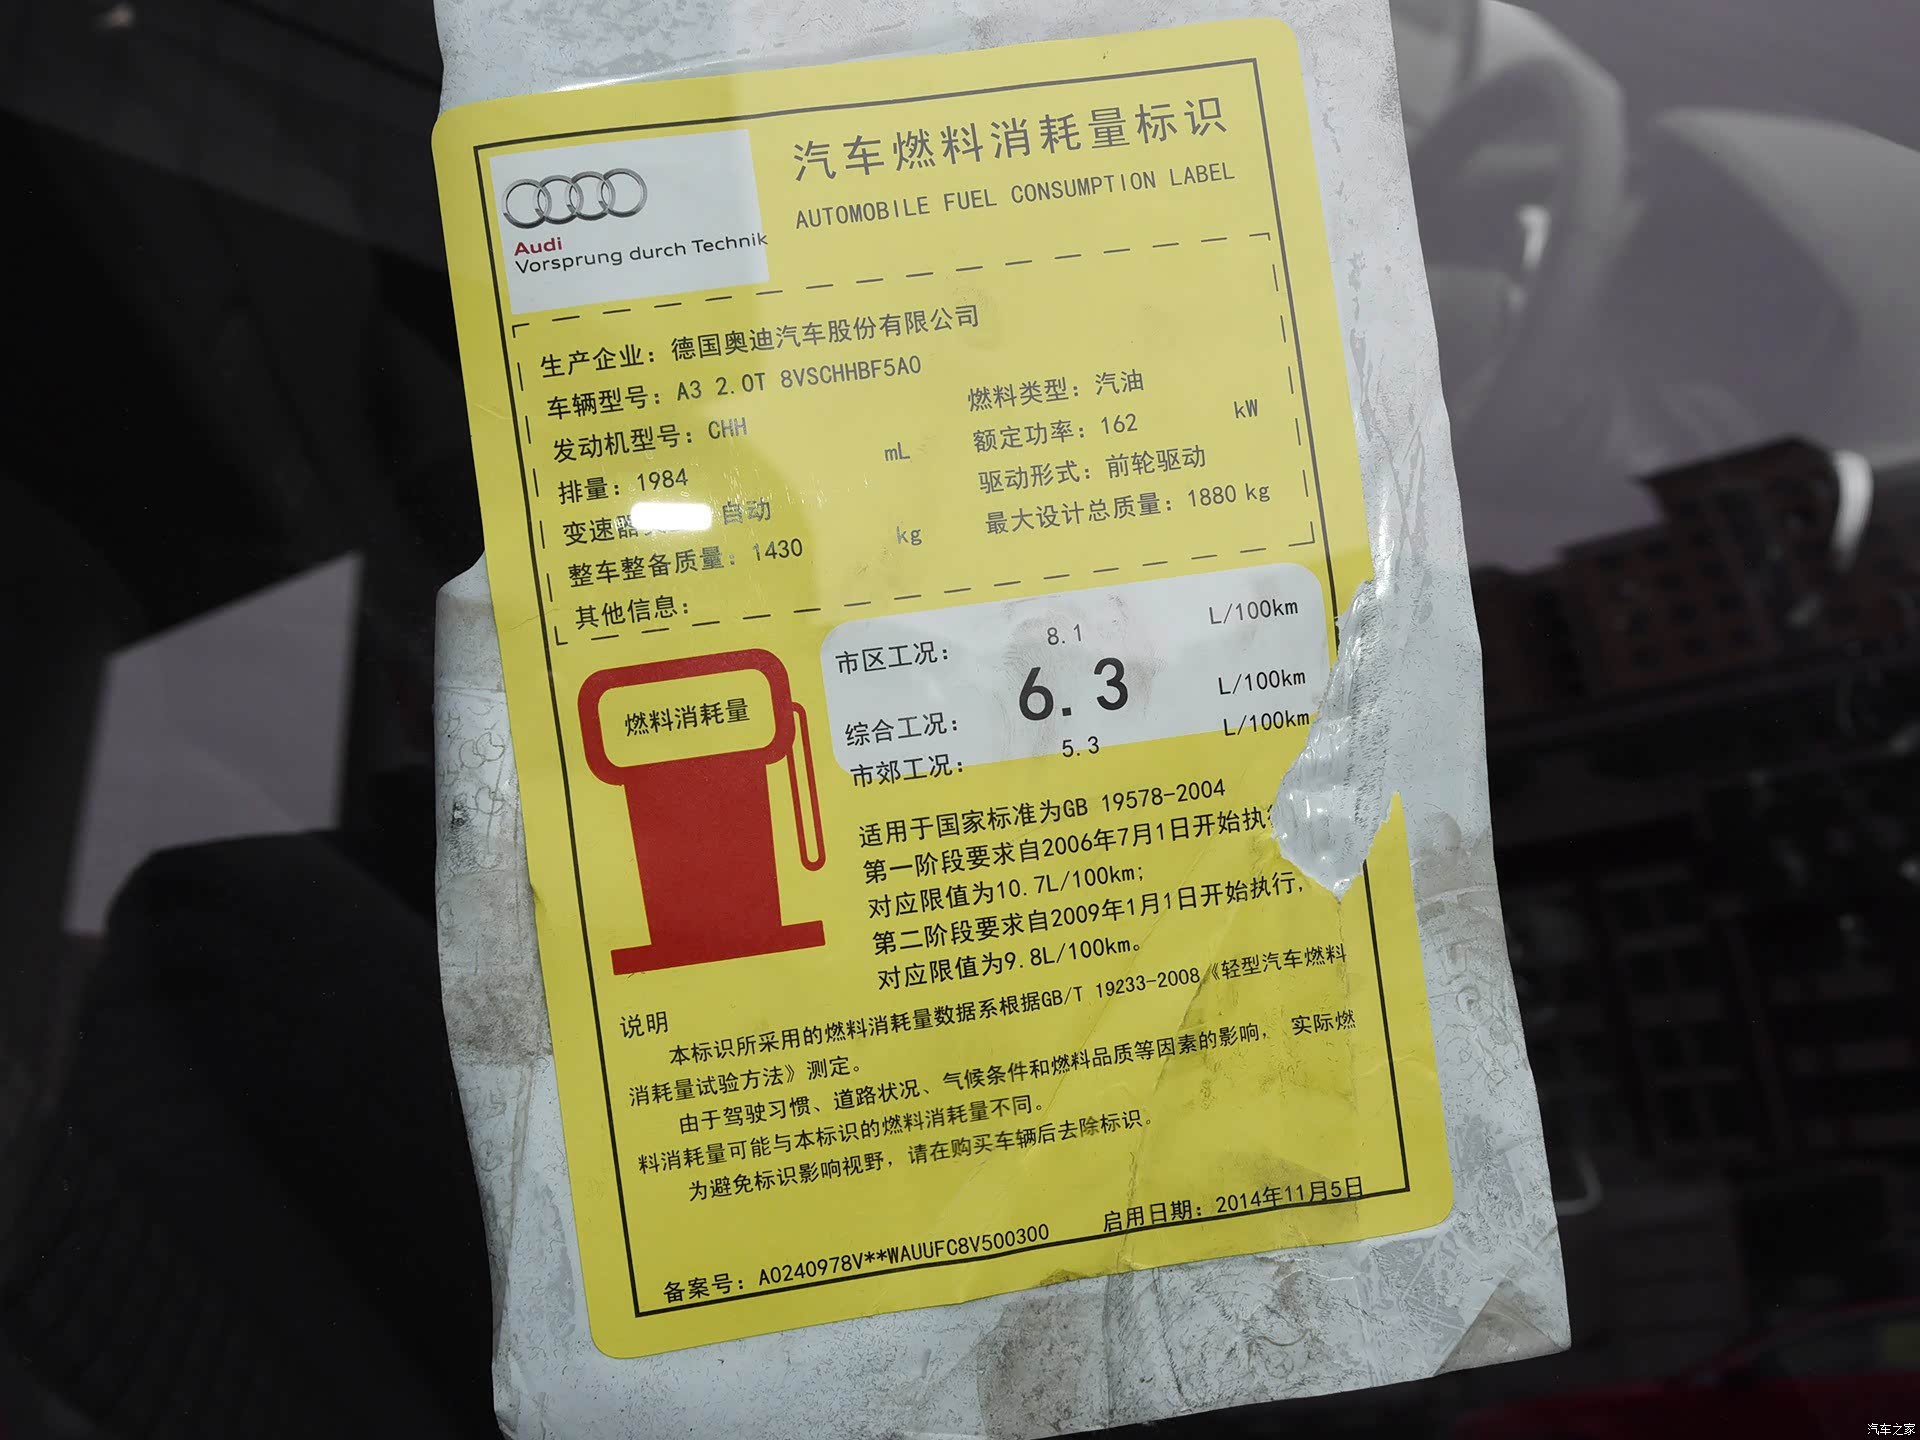 Audi
Vorsprung durch Technik
汽车燃料消耗量标识
AUTOMOBILE FUEL CONSUMPTION LABEL
生产企业：德国奥迪汽车股份有限公司
车辆型号：A3 2.0T 8VSCHHBF5A0
发动机型号：CHH
燃料类型：汽油
排量：1984 mL
额定功率：162 kW
变速器 自动
驱动形式：前轮驱动
整车整备质量：1430 kg
最大设计总质量：1880 kg
其他信息：
燃料消耗量
市区工况： 8.1 L/100km
综合工况： 6.3 L/100km
市郊工况： 5.3 L/100km
适用于国家标准为GB 19578-2004
第一阶段要求自2006年7月1日开始执
对应限值为10.7L/100km;
第二阶段要求自2009年1月1日开始执行,
对应限值为9.8L/100km。
说明
本标识所采用的燃料消耗量数据系根据GB/T 19233-2008《轻型汽车燃料
消耗量试验方法》测定。
由于驾驶习惯、道路状况、气候条件和燃料品质等因素的影响， 实际燃
料消耗量可能与本标识的燃料消耗量不同。
为避免标识影响视野，请在购买车辆后去除标识。
备案号：A0240978V**WAUUFC8V500300 启用日期：2014年11月5日
汽车之家